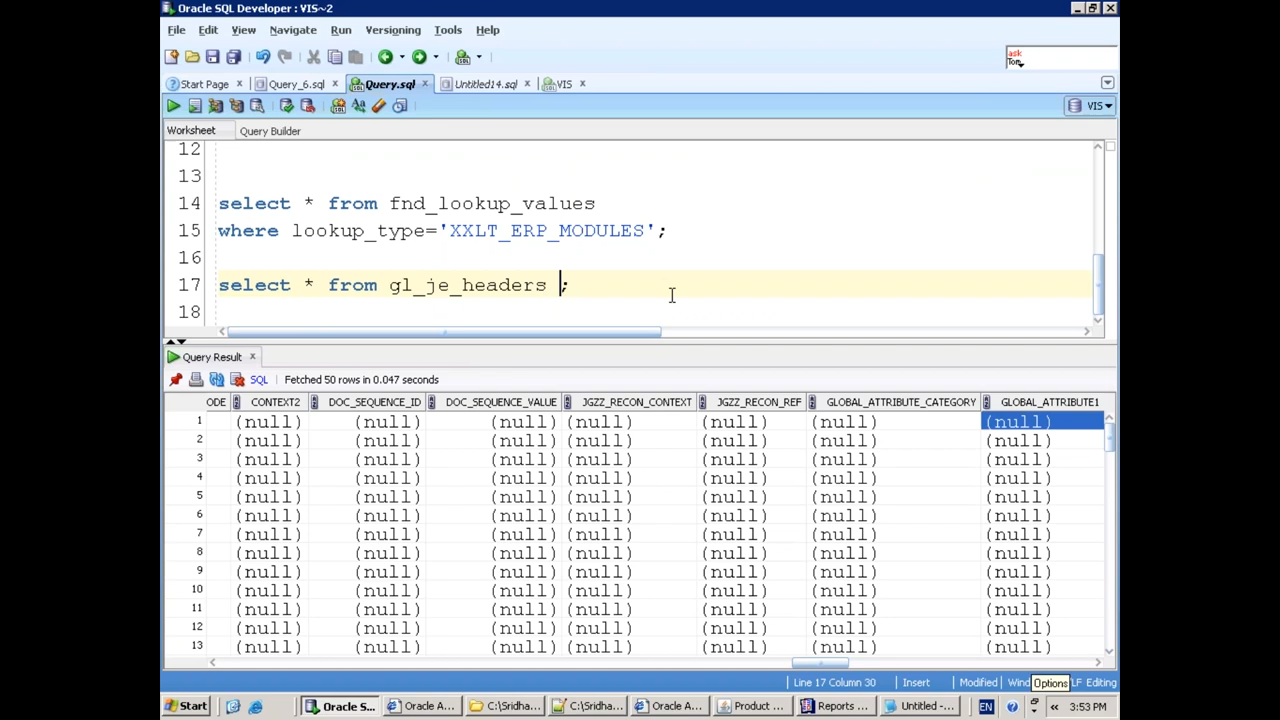 Oracle SQL Developer : VIS~2
File Edit View Navigate Run Versioning Tools Help
ask
Tom
Start Page Query_6.sql Query.sql Untitled14.sql VIS
VIS
Worksheet Query Builder
12
13
14 select * from fnd_lookup_values
15 where lookup_type='XXLT_ERP_MODULES';
16
17 select * from gl_je_headers ;
18
Query Result
SQL Fetched 50 rows in 0.047 seconds
ODE CONTEXT2 DOC_SEQUENCE_ID DOC_SEQUENCE_VALUE JGZZ_RECON_CONTEXT JGZZ_RECON_REF GLOBAL_ATTRIBUTE_CATEGORY GLOBAL_ATTRIBUTE1
1 (null) (null) (null) (null) (null) (null) (null)
2 (null) (null) (null) (null) (null) (null) (null)
3 (null) (null) (null) (null) (null) (null) (null)
4 (null) (null) (null) (null) (null) (null) (null)
5 (null) (null) (null) (null) (null) (null) (null)
6 (null) (null) (null) (null) (null) (null) (null)
7 (null) (null) (null) (null) (null) (null) (null)
8 (null) (null) (null) (null) (null) (null) (null)
9 (null) (null) (null) (null) (null) (null) (null)
10 (null) (null) (null) (null) (null) (null) (null)
11 (null) (null) (null) (null) (null) (null) (null)
12 (null) (null) (null) (null) (null) (null) (null)
13 (null) (null) (null) (null) (null) (null) (null)
Line 17 Column 30 Insert Modified Wind Options LF Editing
Start Oracle S... Oracle A... C:\Sridha... C:\Sridha... Oracle A... Product ... Reports ... Untitled -... EN 3:53 PM